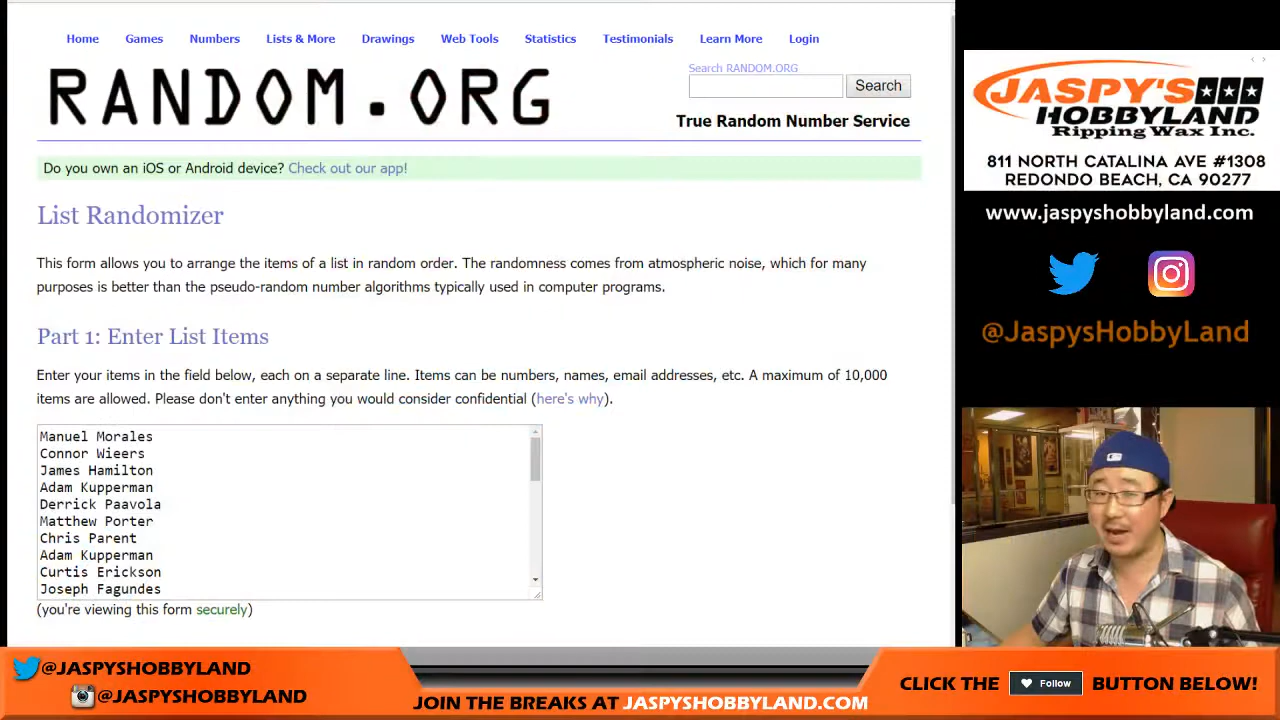 Home Games Numbers Lists & More Drawings Web Tools Statistics Testimonials Learn More Login
RANDOM.ORG
Search RANDOM.ORG
Search
True Random Number Service
Do you own an iOS or Android device? Check out our app!
List Randomizer
This form allows you to arrange the items of a list in random order. The randomness comes from atmospheric noise, which for many
purposes is better than the pseudo-random number algorithms typically used in computer programs.
Part 1: Enter List Items
Enter your items in the field below, each on a separate line. Items can be numbers, names, email addresses, etc. A maximum of 10,000
items are allowed. Please don't enter anything you would consider confidential (here's why).
Manuel Morales
Connor Wieers
James Hamilton
Adam Kupperman
Derrick Paavola
Matthew Porter
Chris Parent
Adam Kupperman
Curtis Erickson
Joseph Fagundes
(you're viewing this form securely)
JASPY'S
HOBBYLAND
Ripping Wax Inc.
811 NORTH CATALINA AVE #1308
REDONDO BEACH, CA 90277
www.jaspyshobbyland.com
@JaspysHobbyLand
@JASPYSHOBBYLAND
@JASPYSHOBBYLAND
JOIN THE BREAKS AT JASPYSHOBBYLAND.COM
CLICK THE Follow BUTTON BELOW!